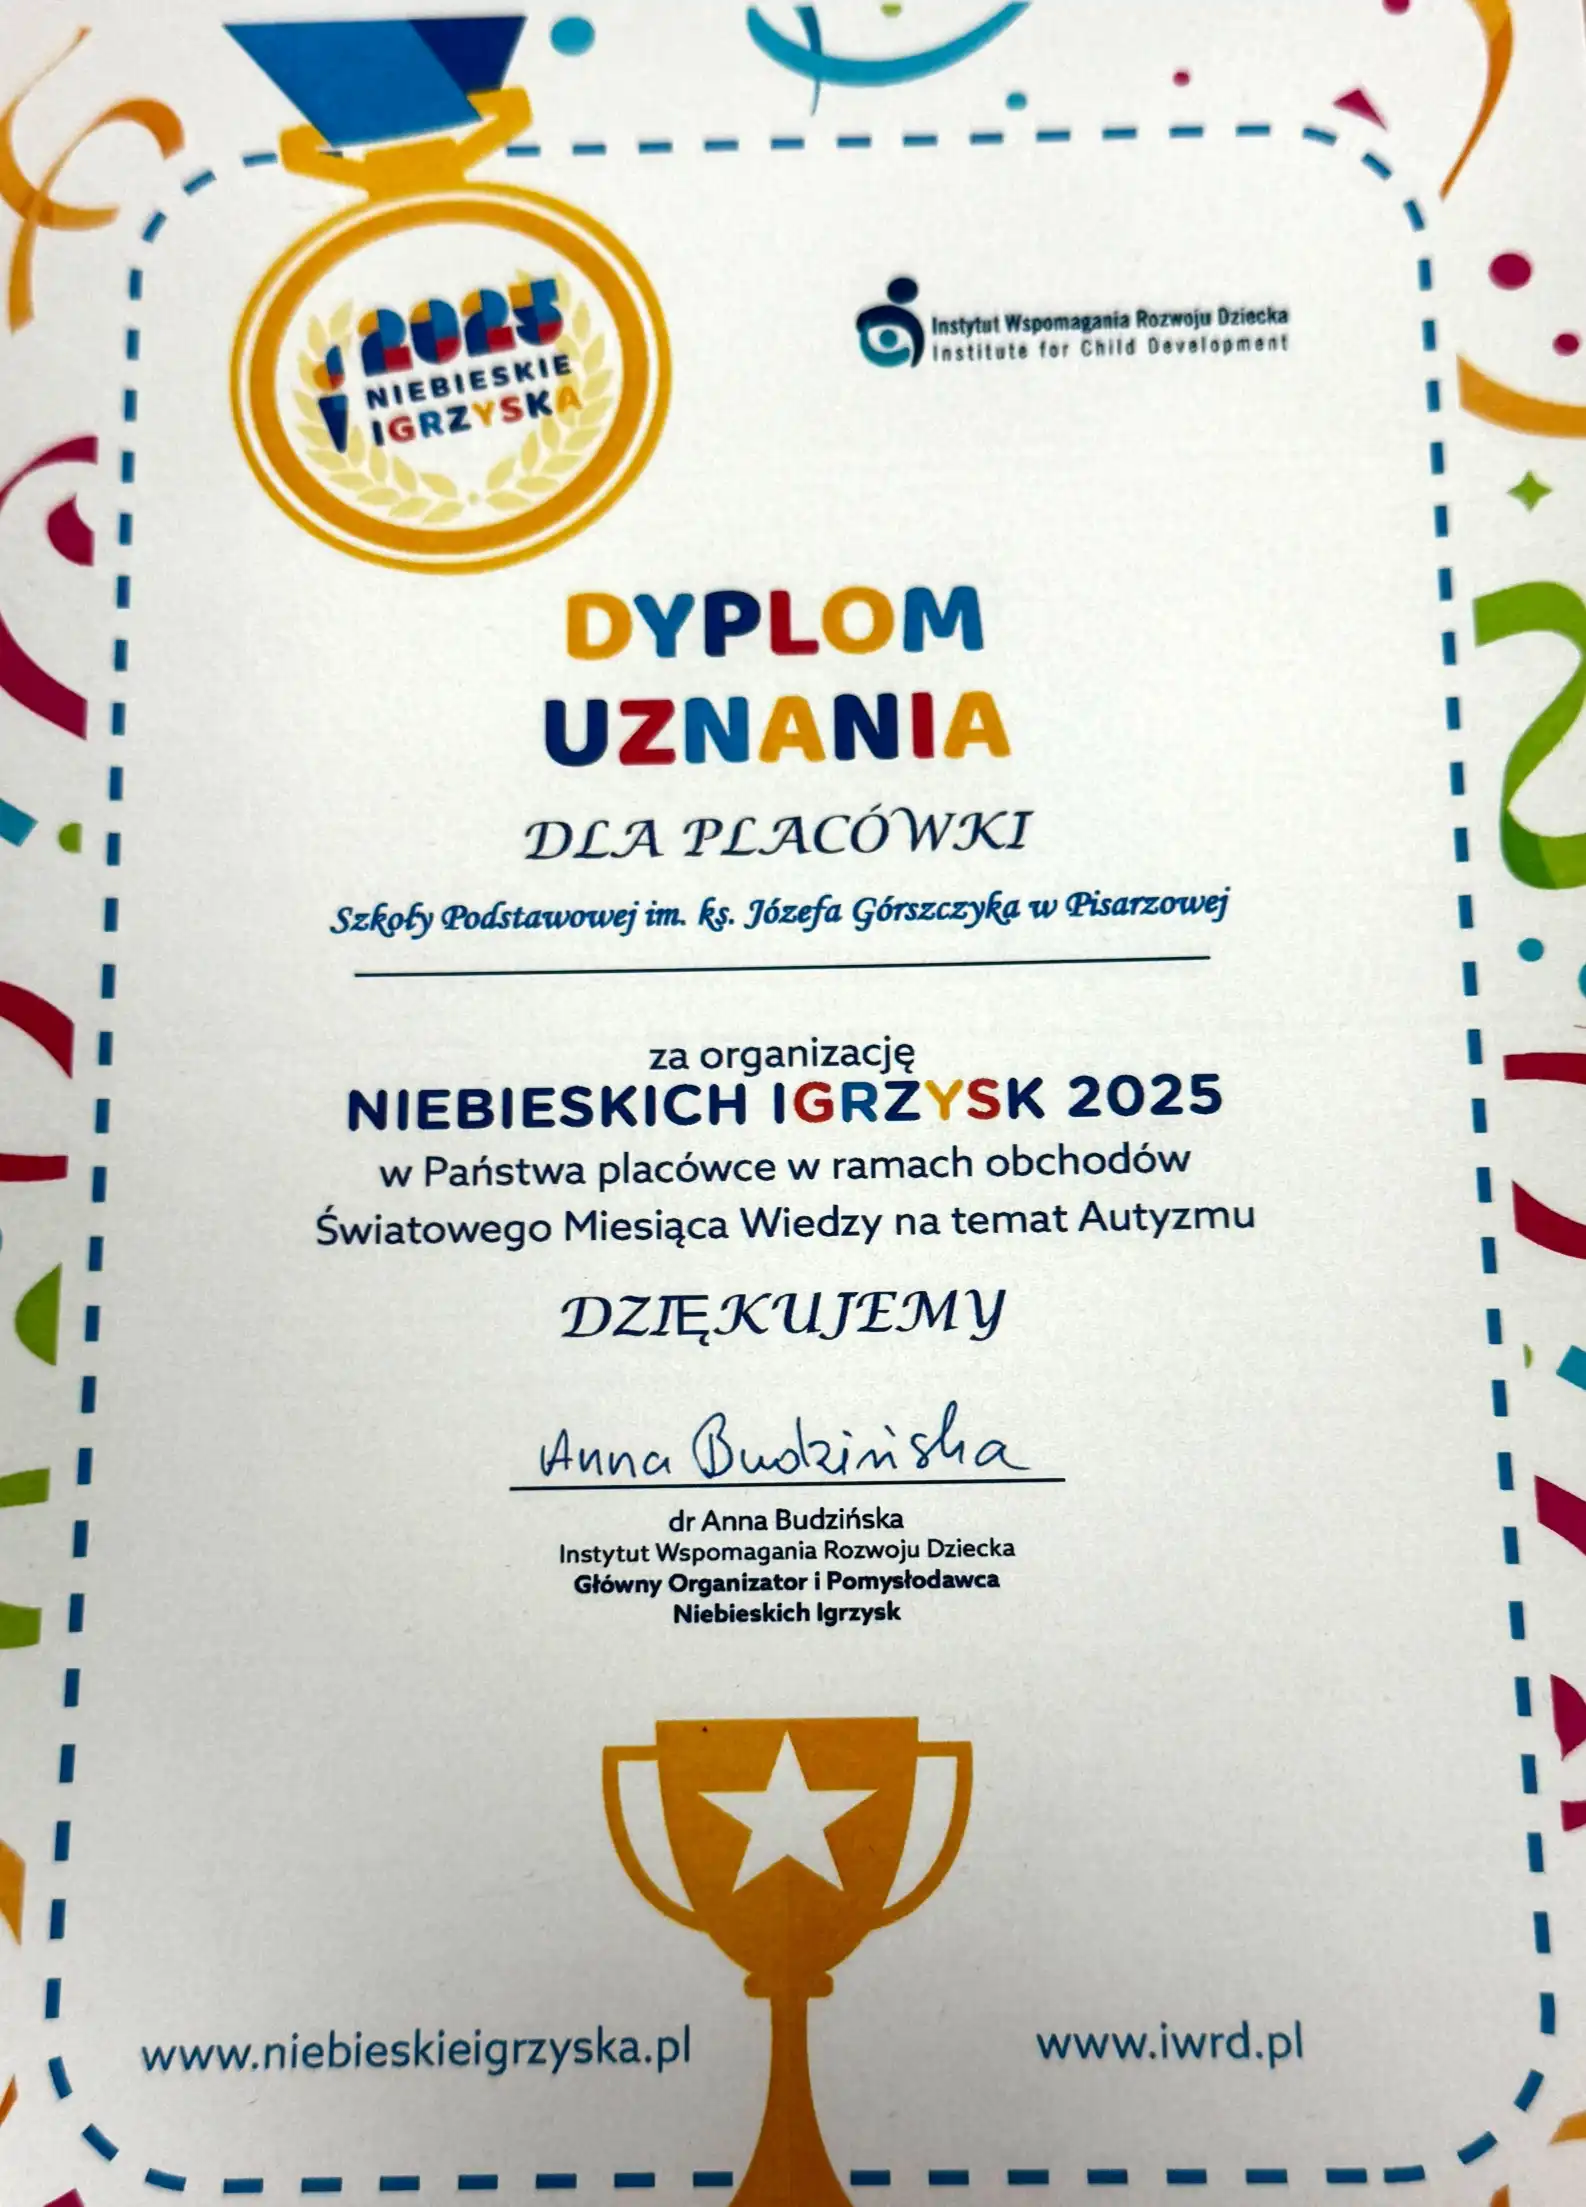 2025
NIEBIESKIE
IGRZYSKA
Instytut Wspomagania Rozwoju Dziecka
Institute for Child Development
DYPLOM
UZNANIA
DLA PLACÓWKI
Szkoły Podstawowej im. ks. Józefa Górszczyka w Pisarzowej
za organizację
NIEBIESKICH IGRZYSK 2025
w Państwa placówce w ramach obchodów
Światowego Miesiąca Wiedzy na temat Autyzmu
DZIĘKUJEMY
Anna Budzińska
dr Anna Budzińska
Instytut Wspomagania Rozwoju Dziecka
Główny Organizator i Pomysłodawca
Niebieskich Igrzysk
www.niebieskieigrzyska.pl
www.iwrd.pl